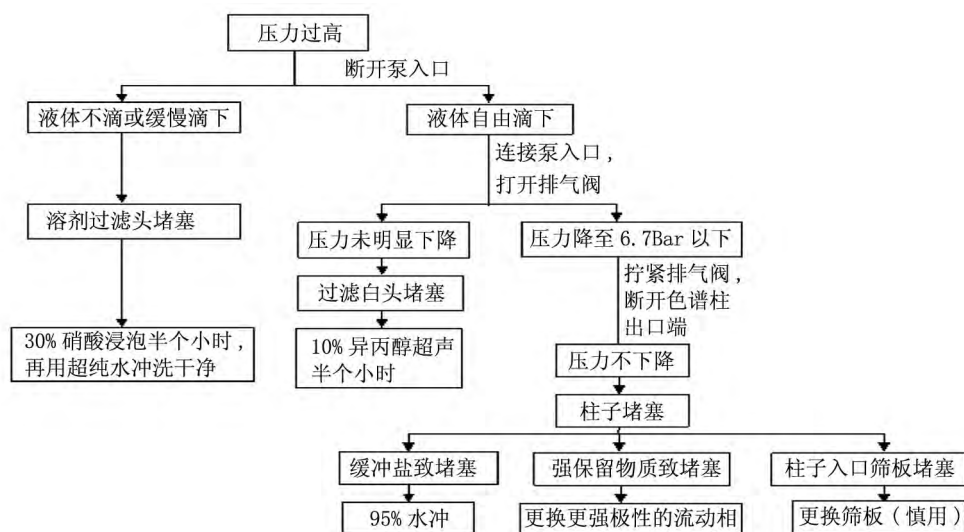 压力过高
断开泵入口
液体不滴或缓慢滴下
液体自由滴下
连接泵入口，
打开排气阀
溶剂过滤头堵塞
压力未明显下降
压力降至 6.7Bar 以下
过滤白头堵塞
拧紧排气阀，
断开色谱柱
出口端
30% 硝酸浸泡半个小时，
再用超纯水冲洗干净
10% 异丙醇超声
半个小时
压力不下降
柱子堵塞
缓冲盐致堵塞
强保留物质致堵塞
柱子入口筛板堵塞
95% 水冲
更换更强极性的流动相
更换筛板（慎用）